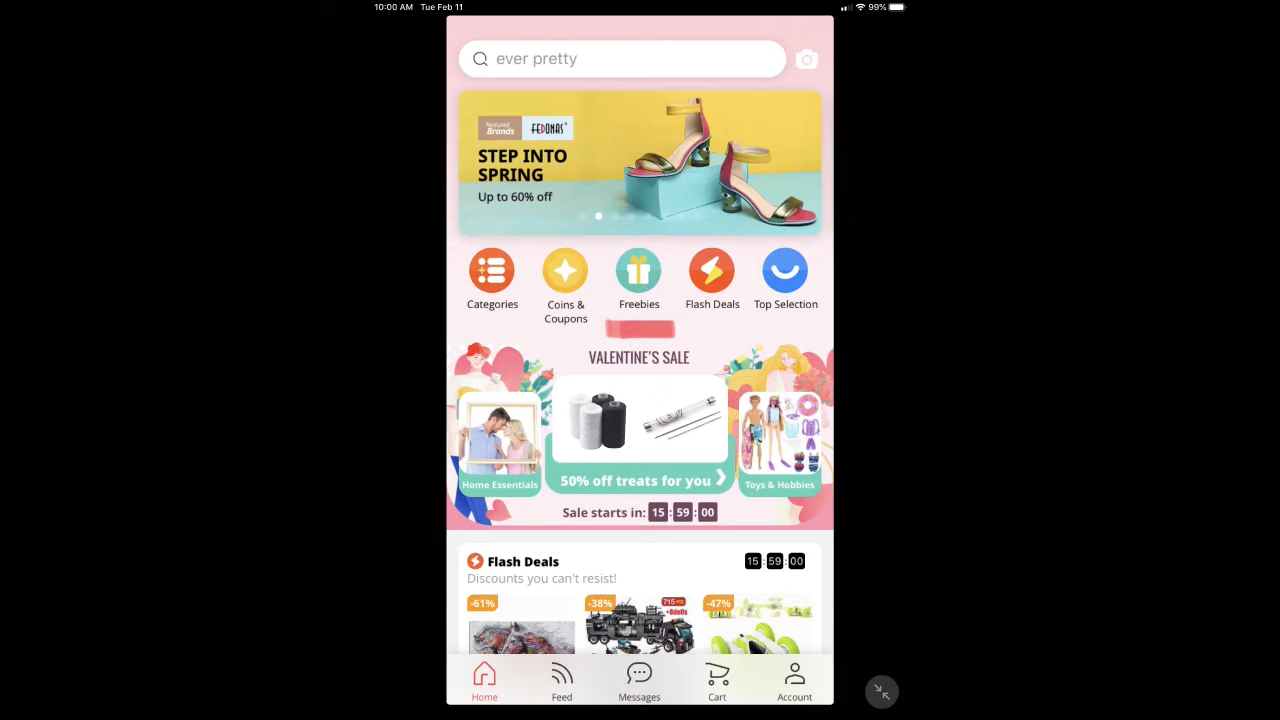 10:00 AM Tue Feb 11
99%
ever pretty
Featured Brands
FEDONAS
STEP INTO
SPRING
Up to 60% off
Categories
Coins & Coupons
Freebies
Flash Deals
Top Selection
VALENTINE'S SALE
Home Essentials
50% off treats for you
Toys & Hobbies
Sale starts in: 15:59:00
Flash Deals
15:59:00
Discounts you can't resist!
-61%
-38%
715 PCS
+8dolls
-47%
Home
Feed
Messages
Cart
Account